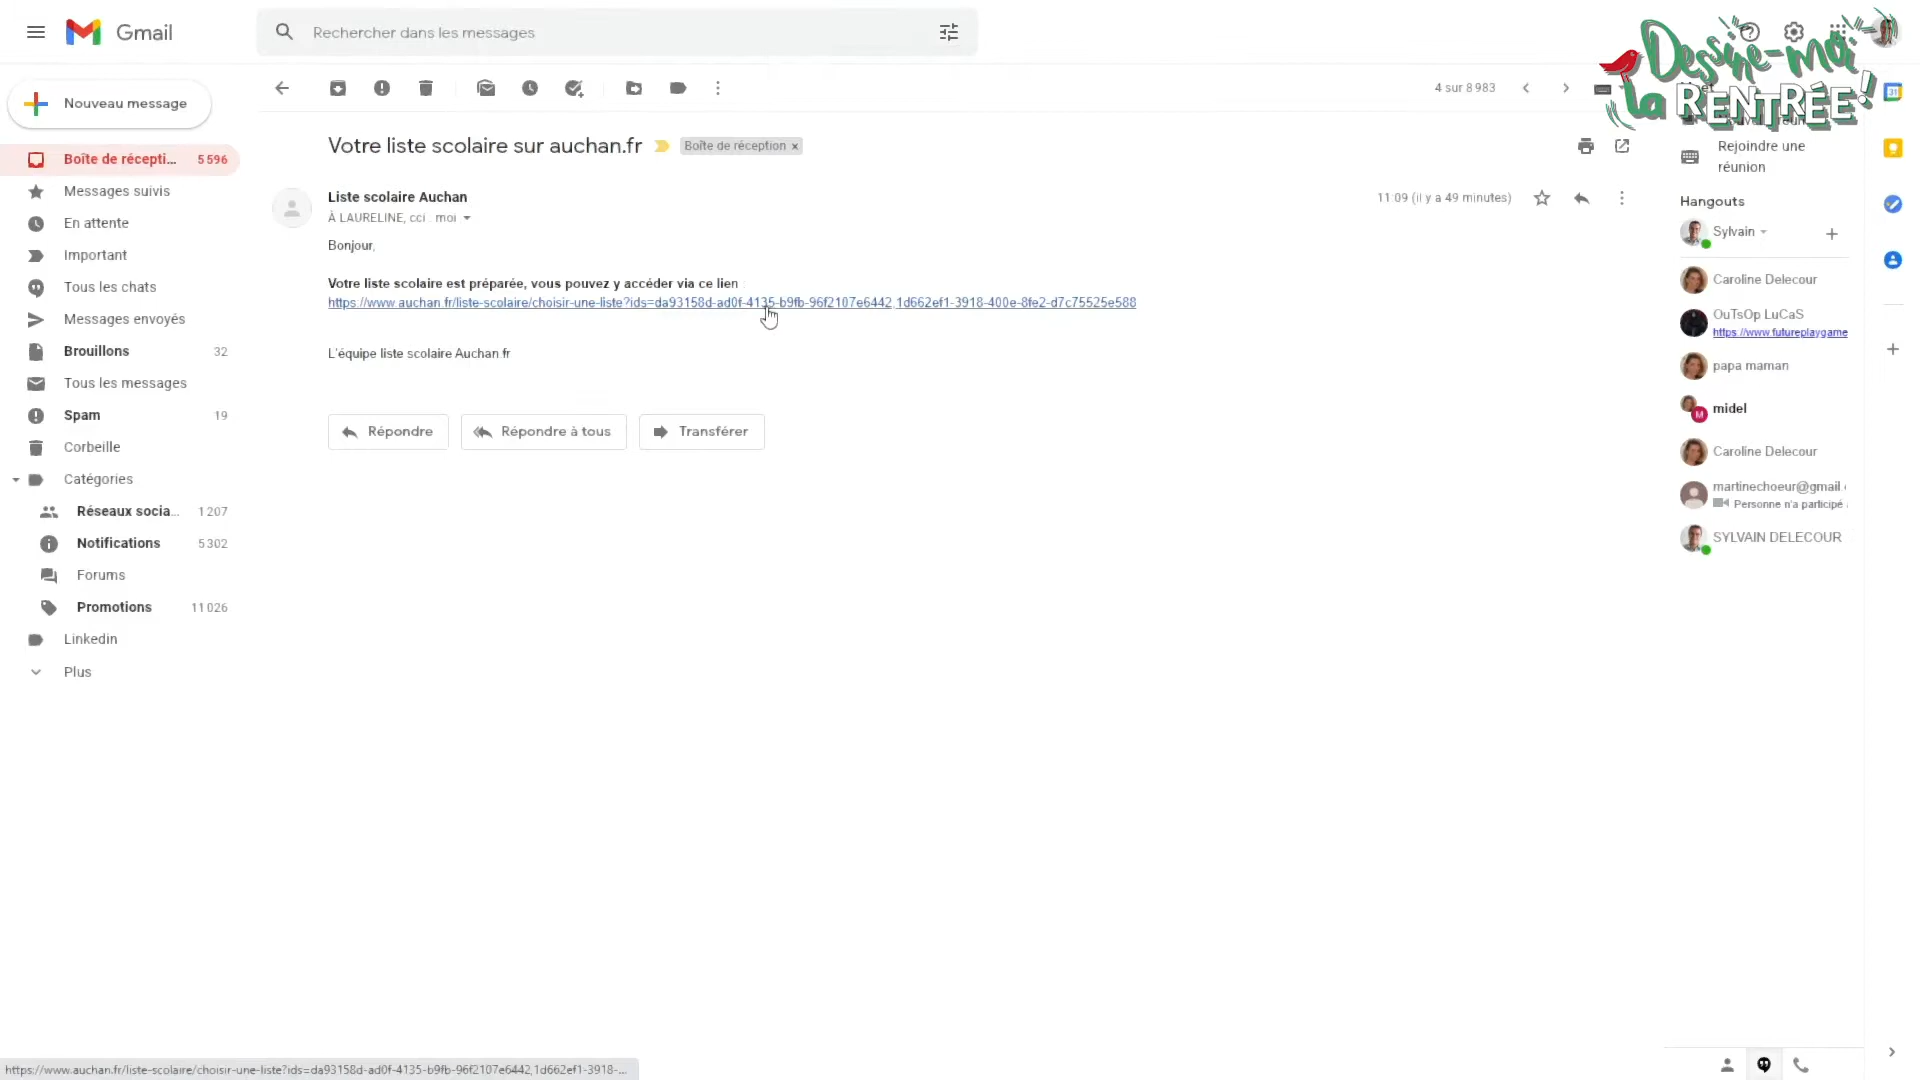 Gmail
Rechercher dans les messages
Dessine-moi
la RENTRÉE!
Nouveau message
4 sur 8 983
Boîte de récepti... 5 596
Votre liste scolaire sur auchan.fr
Boîte de réception ×
Rejoindre une
réunion
Messages suivis
Liste scolaire Auchan
11:09 (il y a 49 minutes)
Hangouts
À LAURELINE, cci : moi
En attente
Bonjour,
Sylvain
Important
Votre liste scolaire est préparée, vous pouvez y accéder via ce lien :
https://www.auchan.fr/liste-scolaire/choisir-une-liste?ids=da93158d-ad0f-4135-b9fb-96f2107e6442,1d662ef1-3918-400e-8fe2-d7c75525e588
Caroline Delecour
Tous les chats
OuTsOp LuCaS
https://www.futureplaygame
Messages envoyés
L'équipe liste scolaire Auchan.fr
Brouillons 32
papa maman
Tous les messages
M midel
Spam 19
Répondre
Répondre à tous
Transférer
Corbeille
Caroline Delecour
Catégories
martinechoeur@gmail.
Personne n'a participé
Réseaux socia... 1 207
Notifications 5 302
SYLVAIN DELECOUR
Forums
Promotions 11 026
Linkedin
Plus
https://www.auchan.fr/liste-scolaire/choisir-une-liste?ids=da93158d-ad0f-4135-b9fb-96f2107e6442,1d662ef1-3918-...